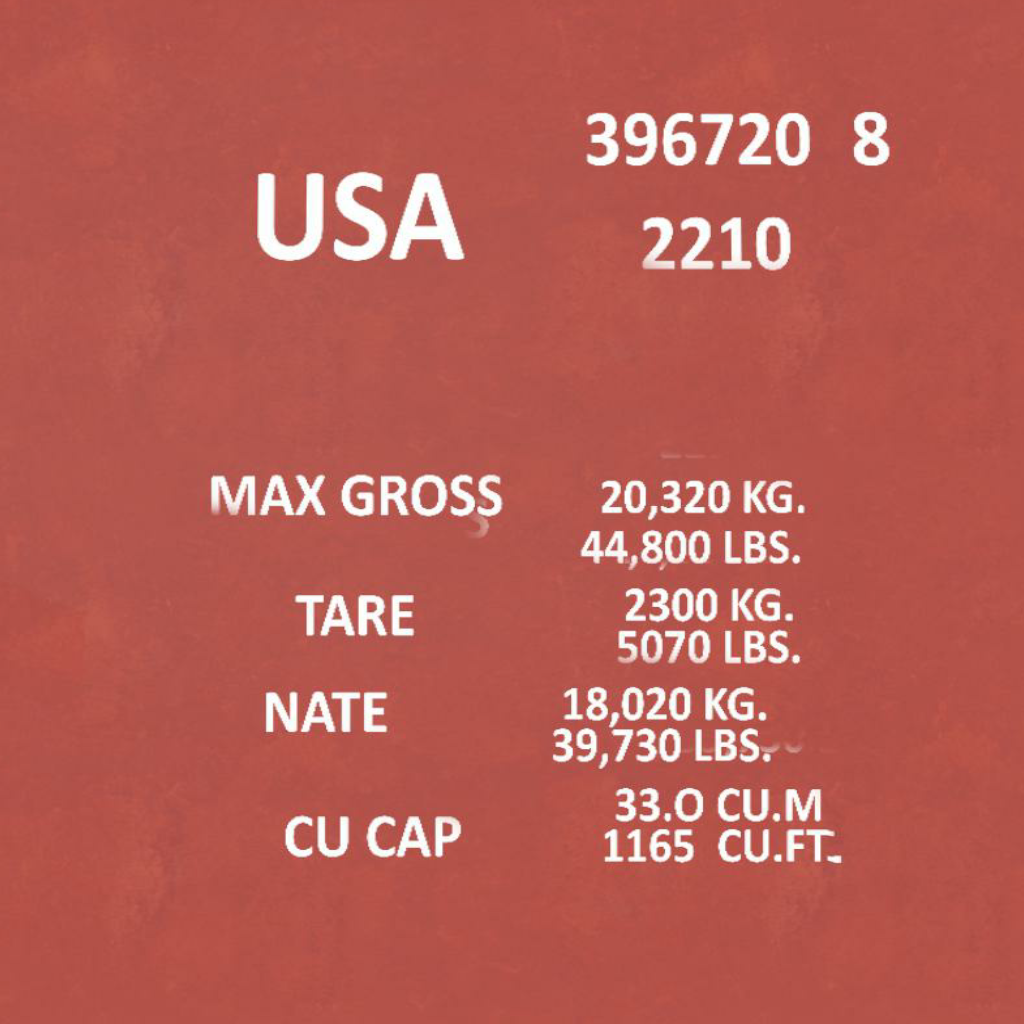 USA
396720 8
2210
MAX GROSS
20,320 KG.
44,800 LBS.
TARE
2300 KG.
5070 LBS.
NATE
18,020 KG.
39,730 LBS.
CU CAP
33.O CU.M
1165 CU.FT.